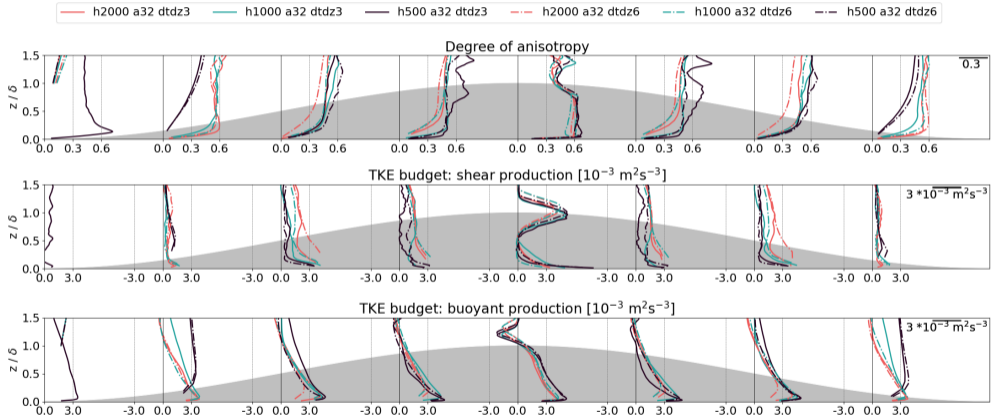 h2000 a32 dtdz3 h1000 a32 dtdz3 h500 a32 dtdz3 h2000 a32 dtdz6 h1000 a32 dtdz6 h500 a32 dtdz6
Degree of anisotropy
1.5
1.0
0.5
0.0
z / δ
0.3
0.0 0.3 0.6 0.0 0.3 0.6 0.0 0.3 0.6 0.0 0.3 0.6 0.0 0.3 0.6 0.0 0.3 0.6 0.0 0.3 0.6 0.0 0.3 0.6
TKE budget: shear production [10⁻³ m²s⁻³]
1.5
1.0
0.5
0.0
z / δ
3 *10⁻³ m²s⁻³
0.0 3.0 -3.0 0.0 3.0 -3.0 0.0 3.0 -3.0 0.0 3.0 -3.0 0.0 3.0 -3.0 0.0 3.0 -3.0 0.0 3.0 -3.0 0.0 3.0
TKE budget: buoyant production [10⁻³ m²s⁻³]
1.5
1.0
0.5
0.0
z / δ
3 *10⁻³ m²s⁻³
0.0 3.0 -3.0 0.0 3.0 -3.0 0.0 3.0 -3.0 0.0 3.0 -3.0 0.0 3.0 -3.0 0.0 3.0 -3.0 0.0 3.0 -3.0 0.0 3.0